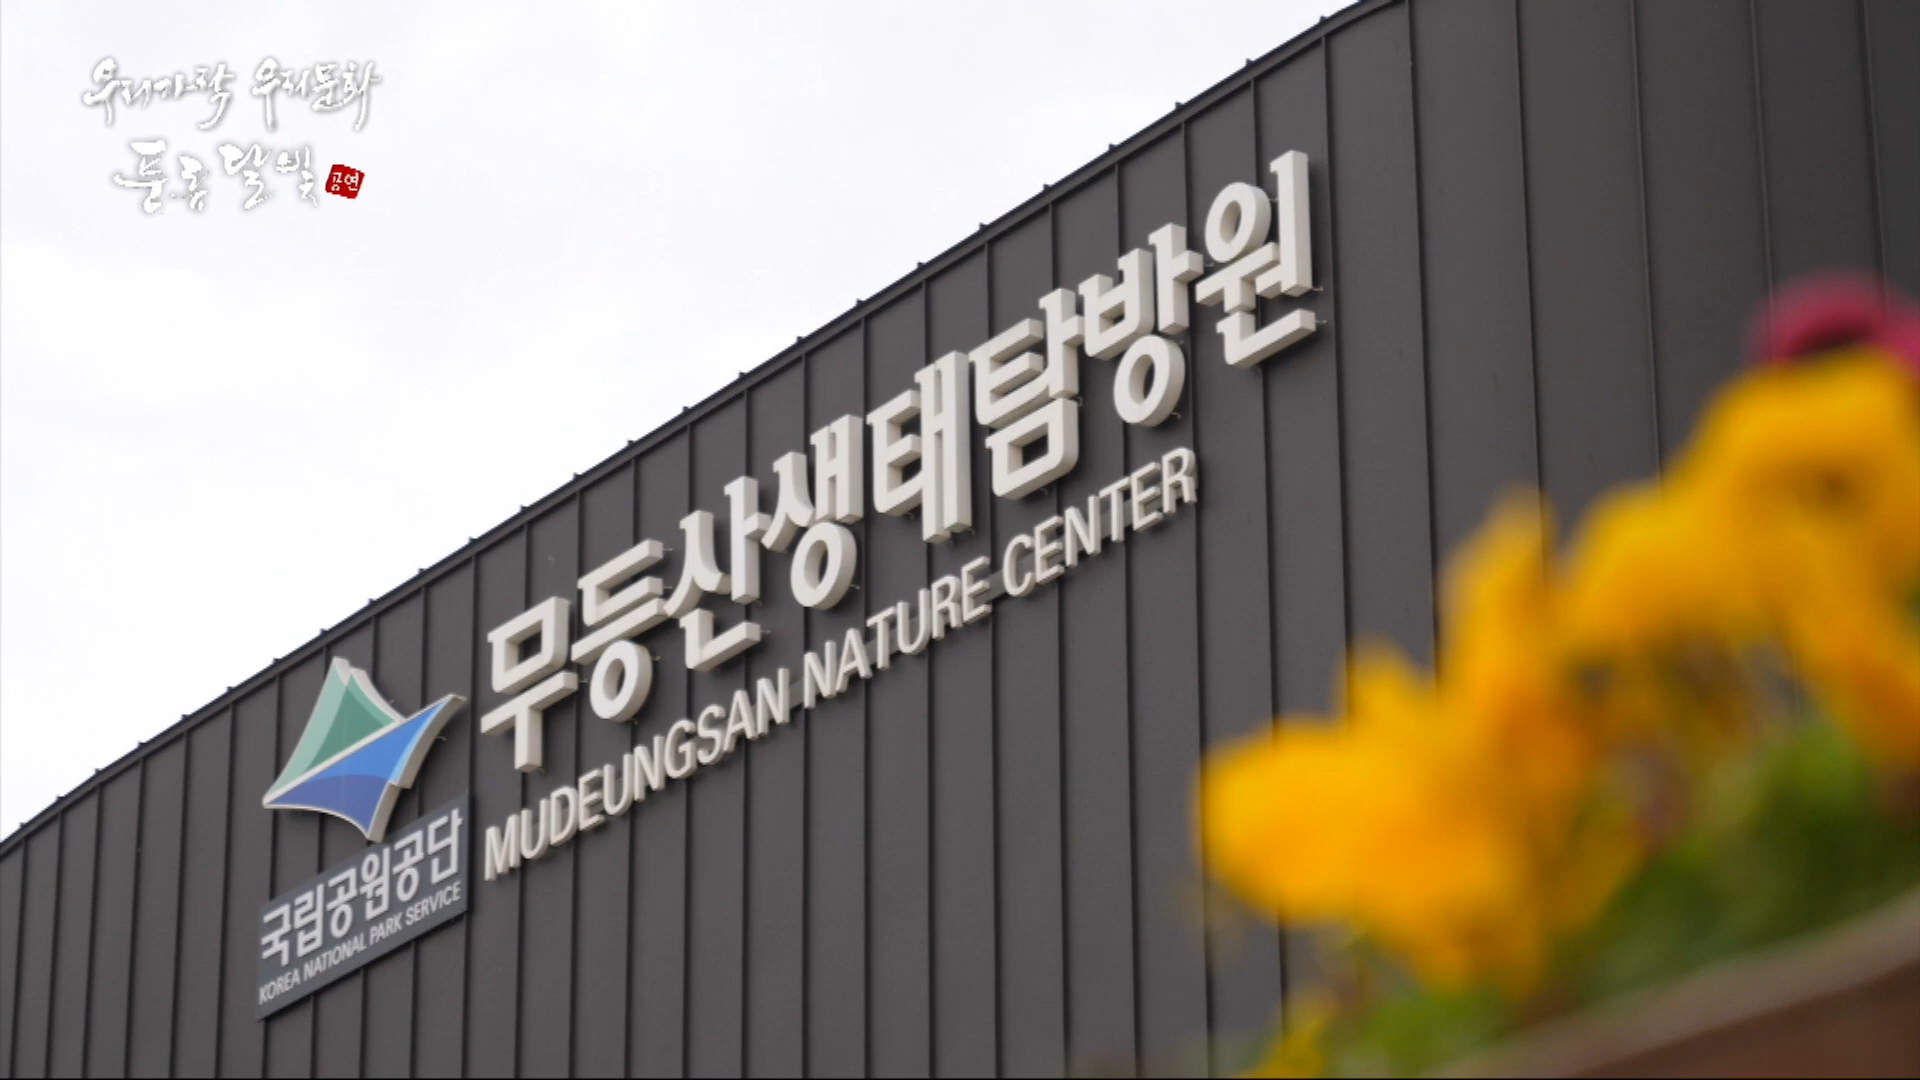 우리가락 우리문화
풍동달빛
공연
무등산생태탐방원
MUDEUNGSAN NATURE CENTER
국립공원공단
KOREA NATIONAL PARK SERVICE